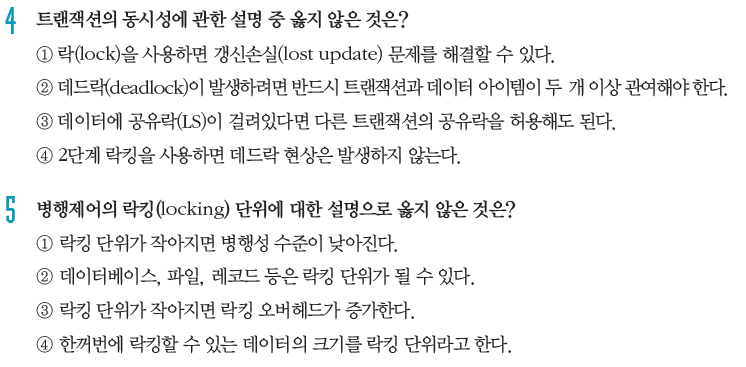 4 트랜잭션의 동시성에 관한 설명 중 옳지 않은 것은?
① 락(lock)을 사용하면 갱신손실(lost update) 문제를 해결할 수 있다.
② 데드락(deadlock)이 발생하려면 반드시 트랜잭션과 데이터 아이템이 두 개 이상 관여해야 한다.
③ 데이터에 공유락(LS)이 걸려있다면 다른 트랜잭션의 공유락을 허용해도 된다.
④ 2단계 락킹을 사용하면 데드락 현상은 발생하지 않는다.
5 병행제어의 락킹(locking) 단위에 대한 설명으로 옳지 않은 것은?
① 락킹 단위가 작아지면 병행성 수준이 낮아진다.
② 데이터베이스, 파일, 레코드 등은 락킹 단위가 될 수 있다.
③ 락킹 단위가 작아지면 락킹 오버헤드가 증가한다.
④ 한꺼번에 락킹할 수 있는 데이터의 크기를 락킹 단위라고 한다.